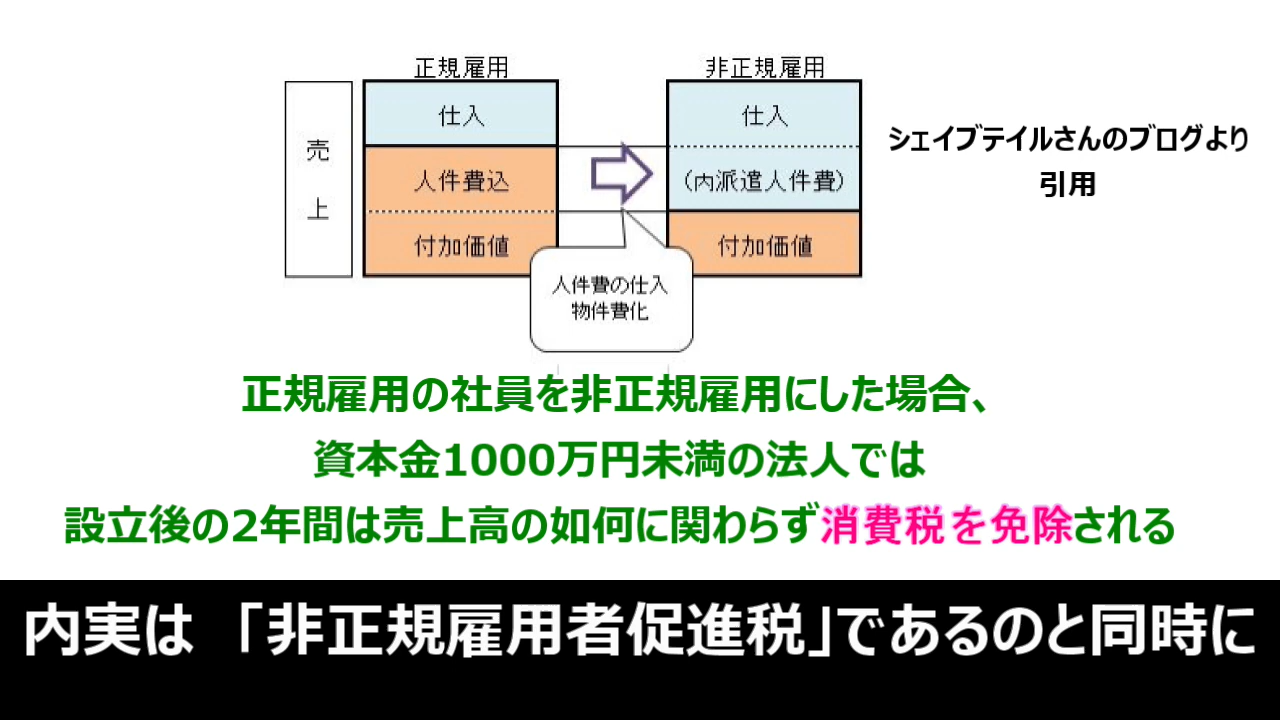 正規雇用
非正規雇用
売
上
仕入
人件費込
付加価値
仕入
(内派遣人件費)
付加価値
人件費の仕入
物件費化
シェイブテイルさんのブログより
引用
正規雇用の社員を非正規雇用にした場合、
資本金1000万円未満の法人では
設立後の2年間は売上高の如何に関わらず消費税を免除される
内実は 「非正規雇用者促進税」であるのと同時に